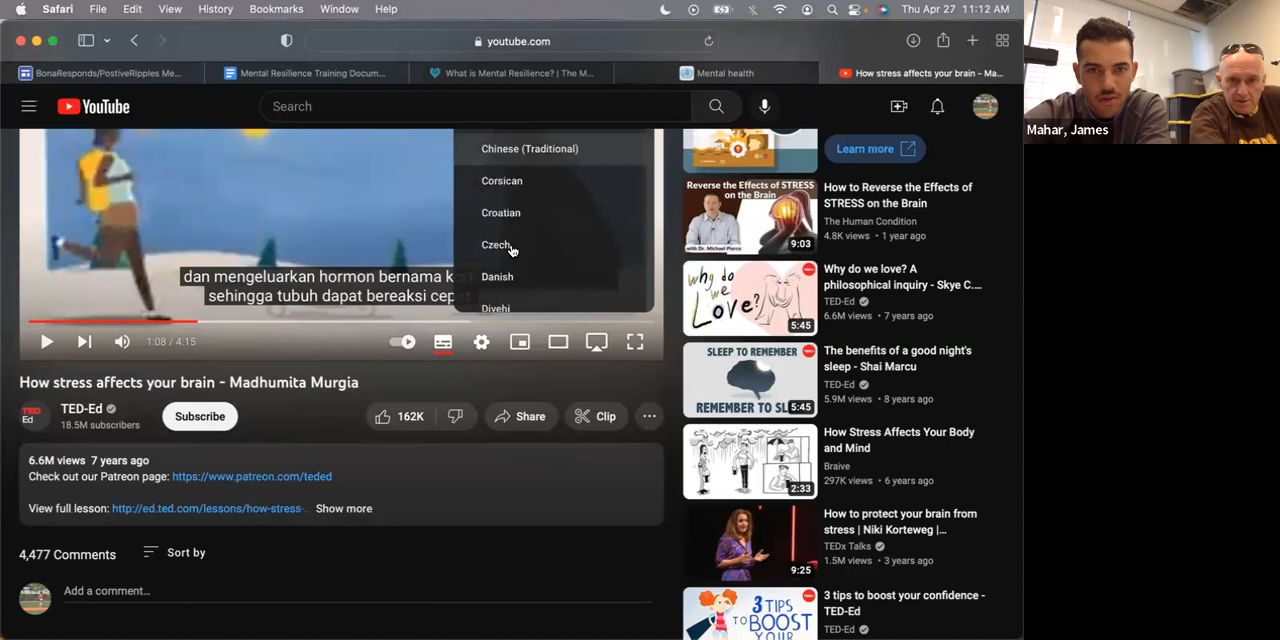 Safari File Edit View History Bookmarks Window Help
Thu Apr 27 11:12 AM
youtube.com
BonaResponds/PostiveRipples Me...
Mental Resilience Training Docum...
What is Mental Resilience? | The M...
Mental health
How stress affects your brain - Ma...
YouTube
Search
Chinese (Traditional)
Corsican
Croatian
Czech
Danish
Divehi
dan mengeluarkan hormon bernama
sehingga tubuh dapat bereaksi cepat
1:08 / 4:15
How stress affects your brain - Madhumita Murgia
TED Ed
TED-Ed
18.5M subscribers
Subscribe
162K
Share
Clip
6.6M views 7 years ago
Check out our Patreon page: https://www.patreon.com/teded
View full lesson: http://ed.ted.com/lessons/how-stress-... Show more
4,477 Comments
Sort by
Add a comment...
Learn more
Reverse the Effects of STRESS
on the Brain
with Dr. Michael Pierce
9:03
How to Reverse the Effects of
STRESS on the Brain
The Human Condition
4.8K views • 1 year ago
why do
we
LOVE?
5:45
Why do we love? A
philosophical inquiry - Skye C....
TED-Ed
6.6M views • 7 years ago
SLEEP TO REMEMBER
REMEMBER TO
5:45
The benefits of a good night's
sleep - Shai Marcu
TED-Ed
5.9M views • 8 years ago
2:33
How Stress Affects Your Body
and Mind
Braive
297K views • 6 years ago
9:25
How to protect your brain from
stress | Niki Korteweg |...
TEDx Talks
1.5M views • 3 years ago
3 TIPS
TO BOOST
YOUR
3 tips to boost your confidence -
TED-Ed
TED-Ed
Mahar, James